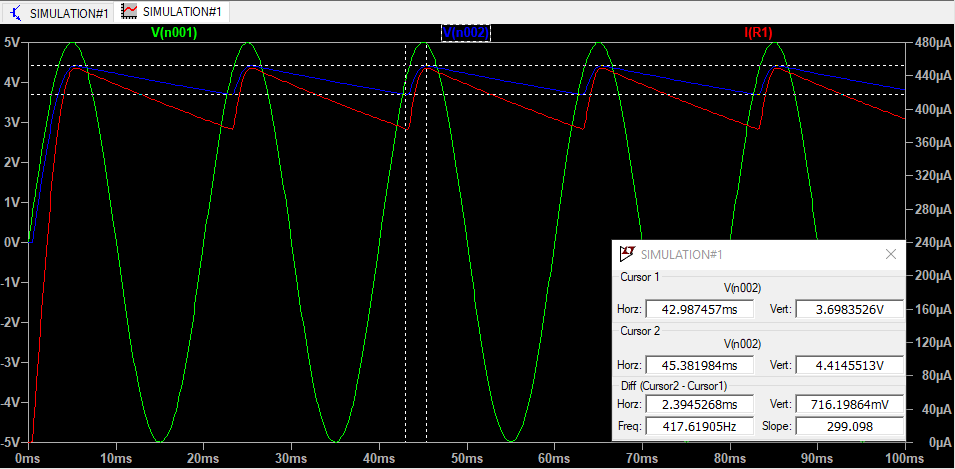 SIMULATION#1 SIMULATION#1
V(n001) V(n002) I(R1)
5V 480µA
4V 440µA
3V 400µA
2V 360µA
1V 320µA
0V 280µA
-1V 240µA
-2V 200µA
-3V 160µA
-4V 120µA
-5V 80µA
40µA
0µA
0ms 10ms 20ms 30ms 40ms 50ms 60ms 70ms 80ms 90ms 100ms
SIMULATION#1
Cursor 1
V(n002)
Horz: 42.987457ms Vert: 3.6983526V
Cursor 2
V(n002)
Horz: 45.381984ms Vert: 4.4145513V
Diff (Cursor2 - Cursor1)
Horz: 2.3945268ms Vert: 716.19864mV
Freq: 417.61905Hz Slope: 299.098